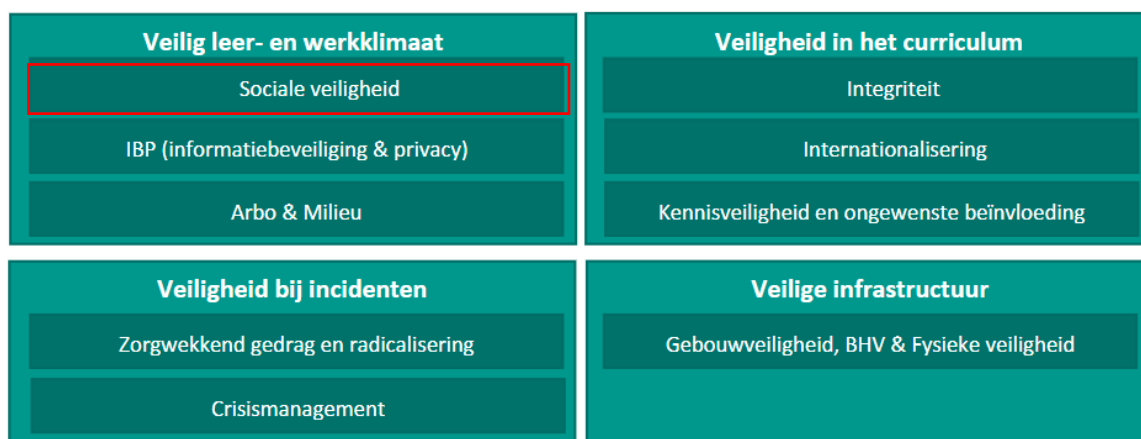 Veilig leer- en werkklimaat
Sociale veiligheid
IBP (informatiebeveiliging & privacy)
Arbo & Milieu
Veiligheid in het curriculum
Integriteit
Internationalisering
Kennisveiligheid en ongewenste beïnvloeding
Veiligheid bij incidenten
Zorgwekkend gedrag en radicalisering
Crisismanagement
Veilige infrastructuur
Gebouwveiligheid, BHV & Fysieke veiligheid